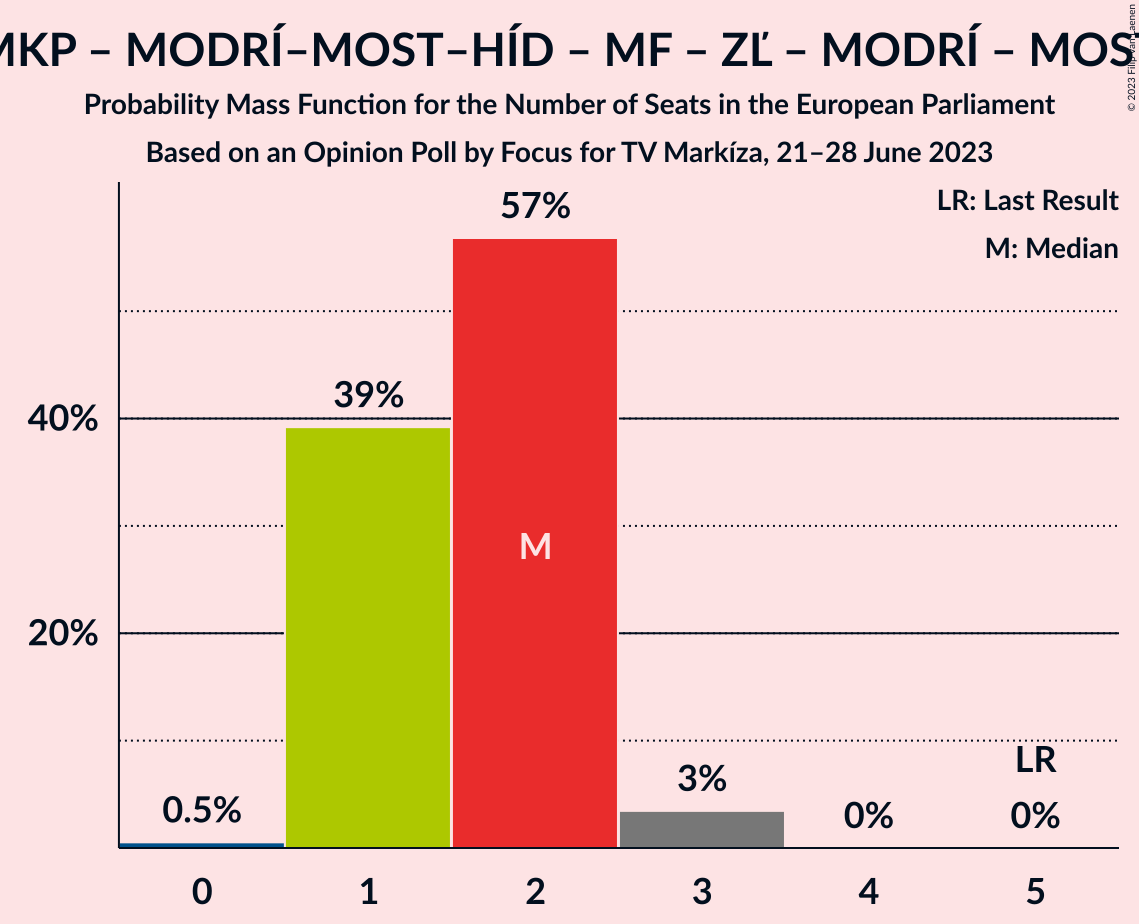 MKP – MODRÍ–MOST–HÍD – MF – ZĽ – MODRÍ – MOST
Probability Mass Function for the Number of Seats in the European Parliament
Based on an Opinion Poll by Focus for TV Markíza, 21–28 June 2023
© 2023 Filip van Laenen
LR: Last Result
M: Median
57%
39%
40%
M
20%
LR
3%
0.5%
0%
0%
0 1 2 3 4 5